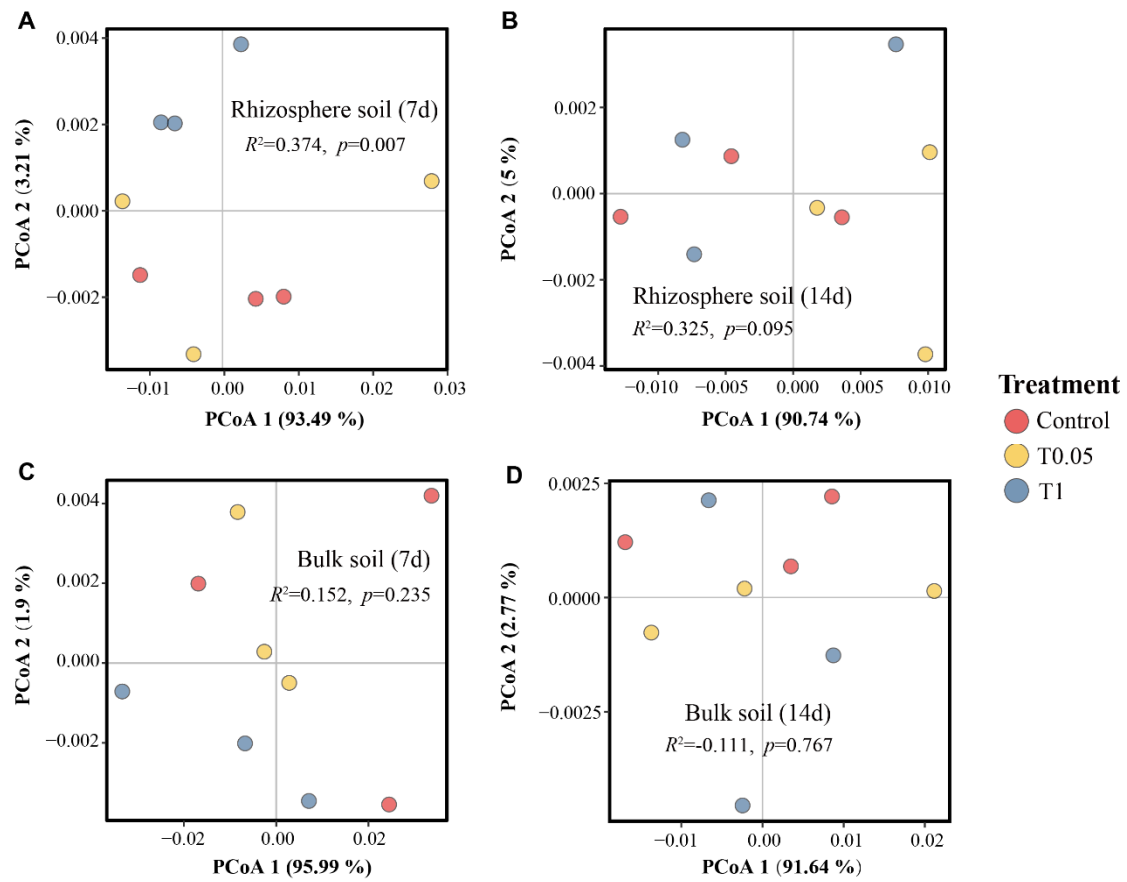 A
0.004
0.002
0.000
−0.002
PCoA 2 (3.21 %)
Rhizosphere soil (7d)
R²=0.374, p=0.007
−0.01
0.00
0.01
0.02
0.03
PCoA 1 (93.49 %)
B
0.002
0.000
−0.002
−0.004
PCoA 2 (5 %)
Rhizosphere soil (14d)
R²=0.325, p=0.095
−0.010
−0.005
0.000
0.005
0.010
PCoA 1 (90.74 %)
Treatment
Control
T0.05
T1
C
0.004
0.002
0.000
−0.002
PCoA 2 (1.9 %)
Bulk soil (7d)
R²=0.152, p=0.235
−0.02
0.00
0.02
PCoA 1 (95.99 %)
D
0.0025
0.0000
−0.0025
PCoA 2 (2.77 %)
Bulk soil (14d)
R²=-0.111, p=0.767
−0.01
0.00
0.01
0.02
PCoA 1 (91.64 %)